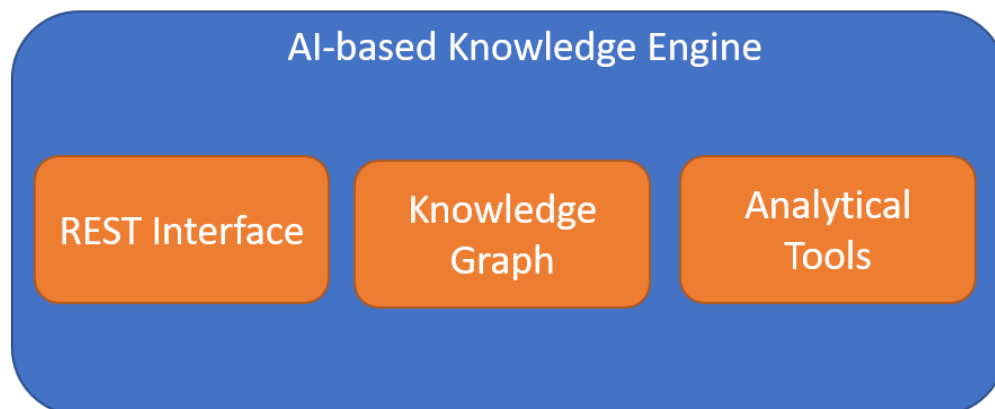 AI-based Knowledge Engine
REST Interface
Knowledge
Graph
Analytical
Tools